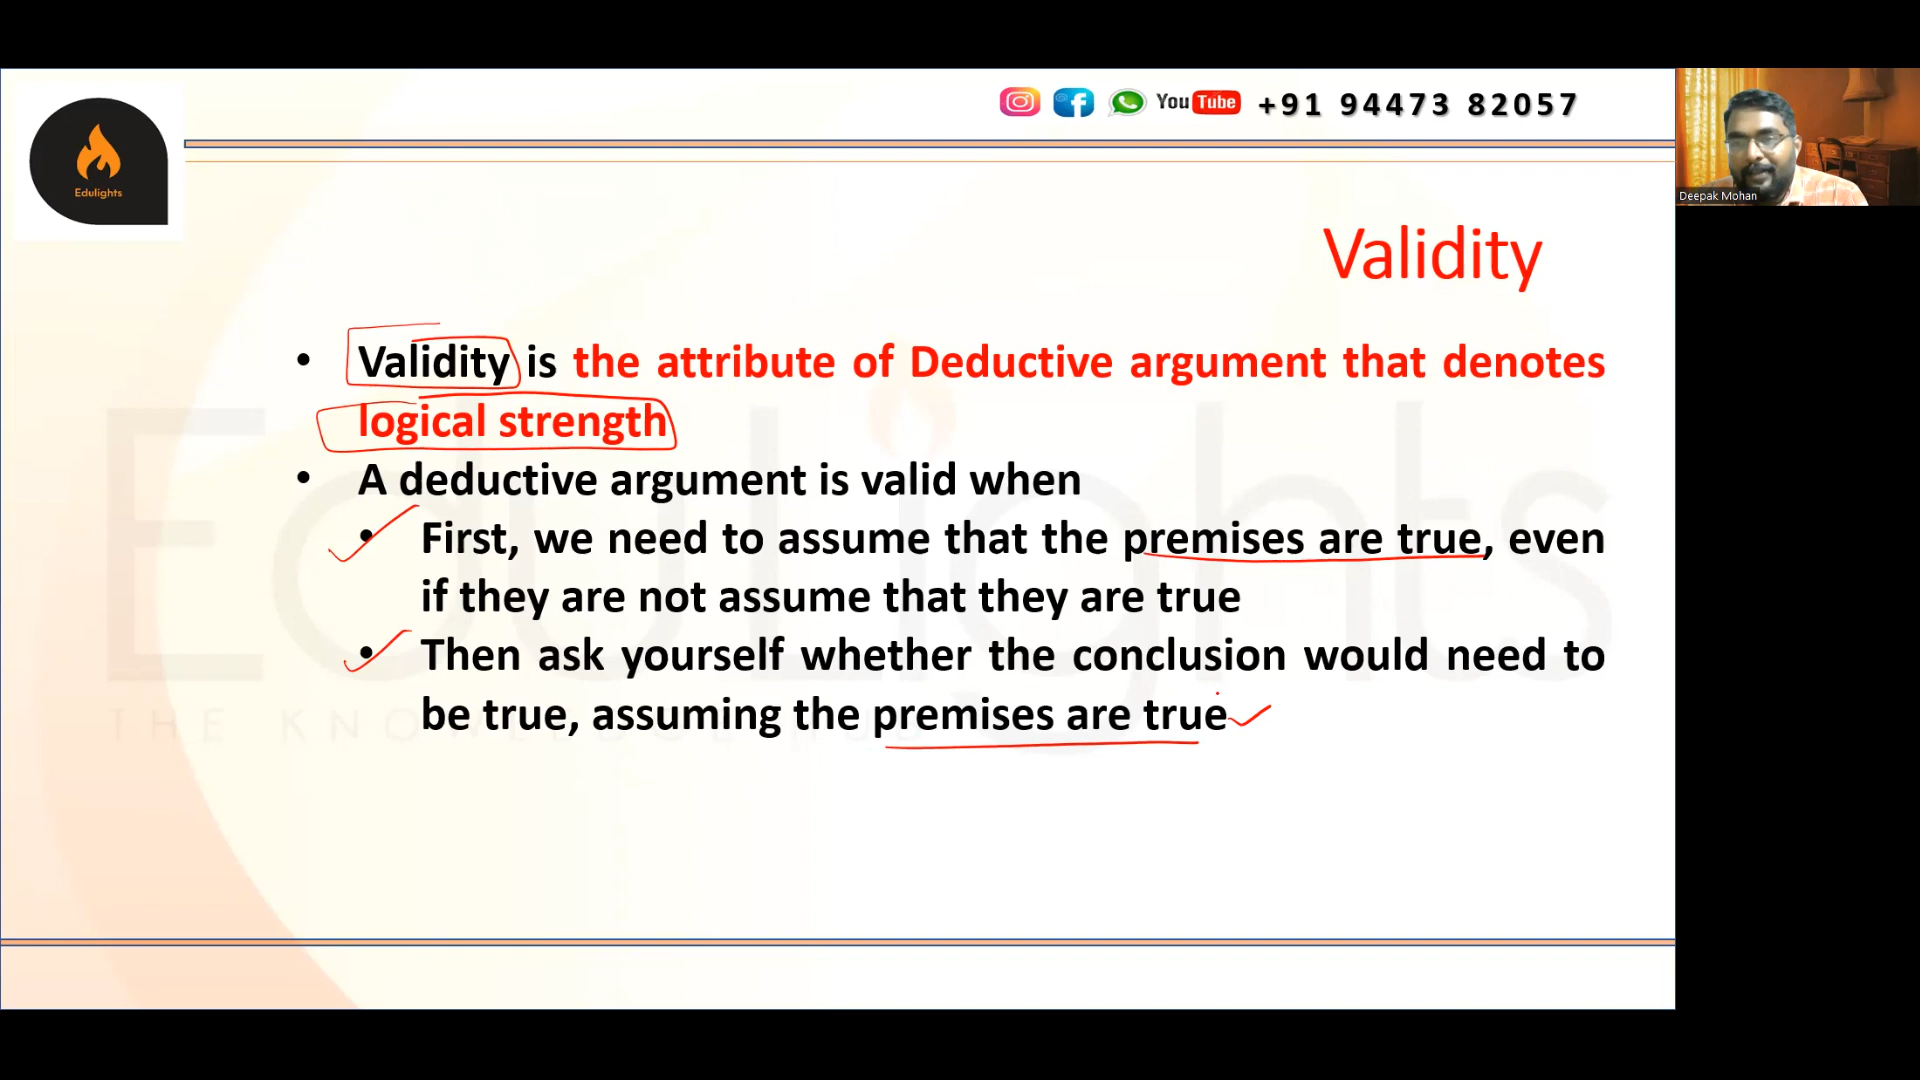 You Tube +91 94473 82057
Edulights
Deepak Mohan
Validity
• Validity is the attribute of Deductive argument that denotes
logical strength
• A deductive argument is valid when
• First, we need to assume that the premises are true, even
if they are not assume that they are true
• Then ask yourself whether the conclusion would need to
be true, assuming the premises are true
EduLights